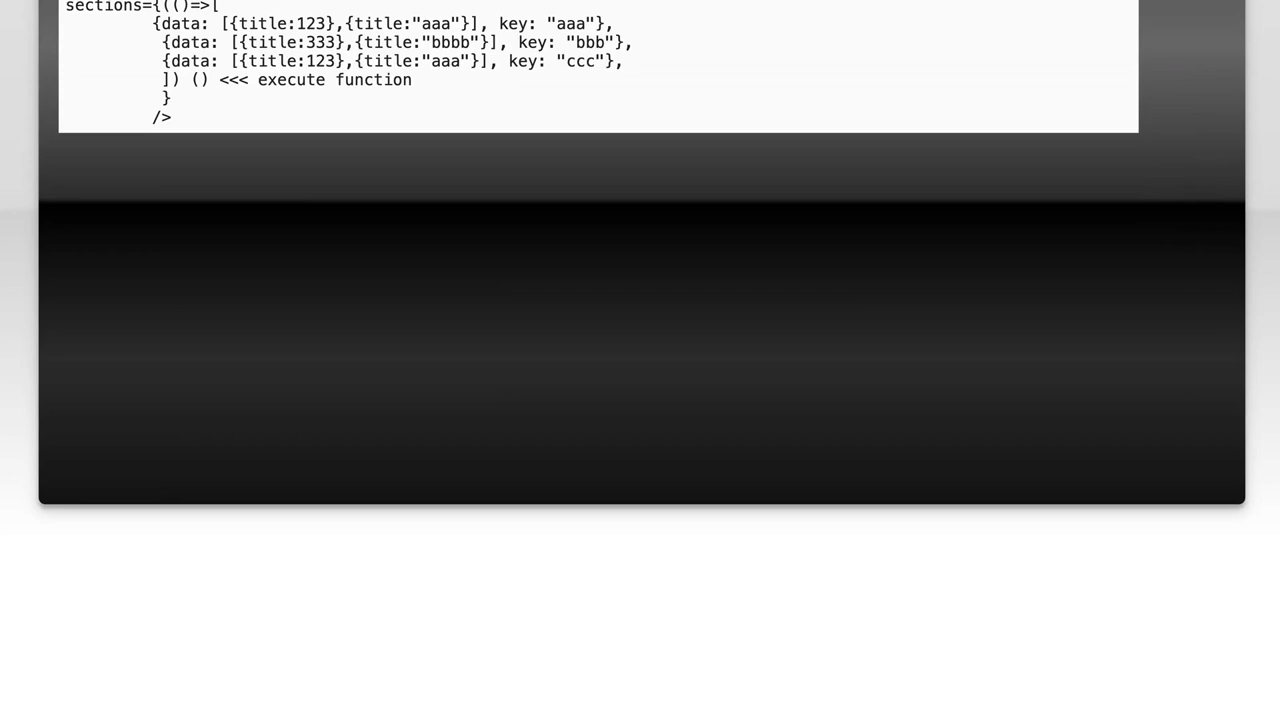 sections={(()=>[
{data: [{title:123},{title:"aaa"}], key: "aaa"},
{data: [{title:333},{title:"bbbb"}], key: "bbb"},
{data: [{title:123},{title:"aaa"}], key: "ccc"},
]) () <<< execute function
}
/>